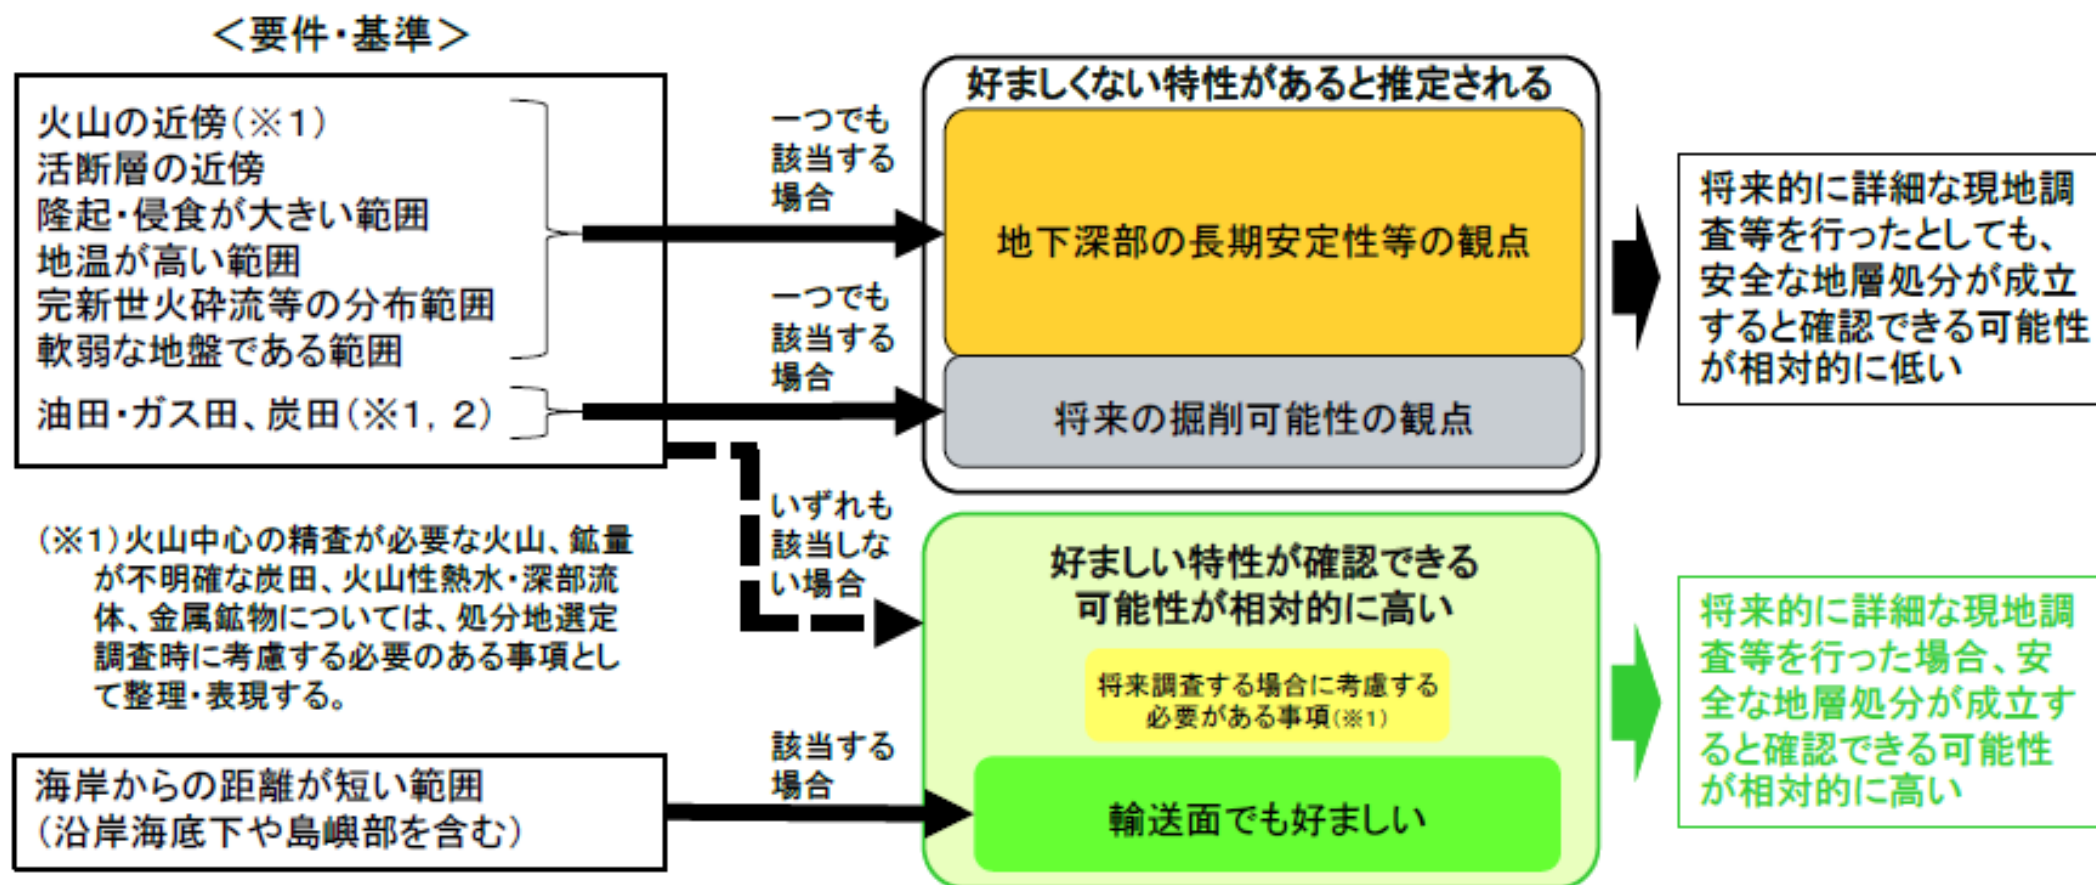 ＜要件・基準＞
火山の近傍(※1)
活断層の近傍
隆起・侵食が大きい範囲
地温が高い範囲
完新世火砕流等の分布範囲
軟弱な地盤である範囲
油田・ガス田、炭田(※1, 2)
(※1)火山中心の精査が必要な火山、鉱量
が不明確な炭田、火山性熱水・深部流
体、金属鉱物については、処分地選定
調査時に考慮する必要のある事項とし
て整理・表現する。
海岸からの距離が短い範囲
(沿岸海底下や島嶼部を含む)
一つでも
該当する
場合
一つでも
該当する
場合
いずれも
該当しな
い場合
該当する
場合
好ましくない特性があると推定される
地下深部の長期安定性等の観点
将来の掘削可能性の観点
好ましい特性が確認できる
可能性が相対的に高い
将来調査する場合に考慮する
必要がある事項(※1)
輸送面でも好ましい
将来的に詳細な現地調
査等を行ったとしても、
安全な地層処分が成立
すると確認できる可能性
が相対的に低い
将来的に詳細な現地調
査等を行った場合、安
全な地層処分が成立す
ると確認できる可能性
が相対的に高い